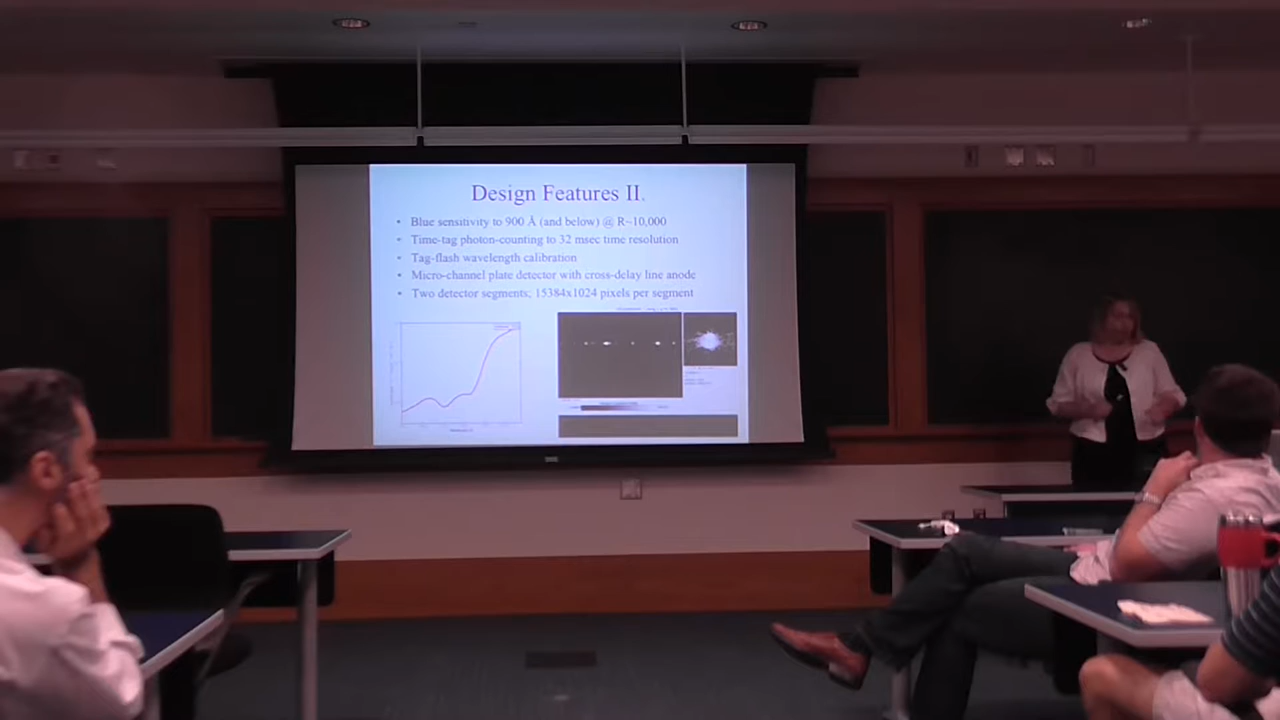 Design Features II.
• Blue sensitivity to 900 Å (and below) @ R~10,000
• Time-tag photon-counting to 32 msec time resolution
• Tag-flash wavelength calibration
• Micro-channel plate detector with cross-delay line anode
• Two detector segments; 15384x1024 pixels per segment